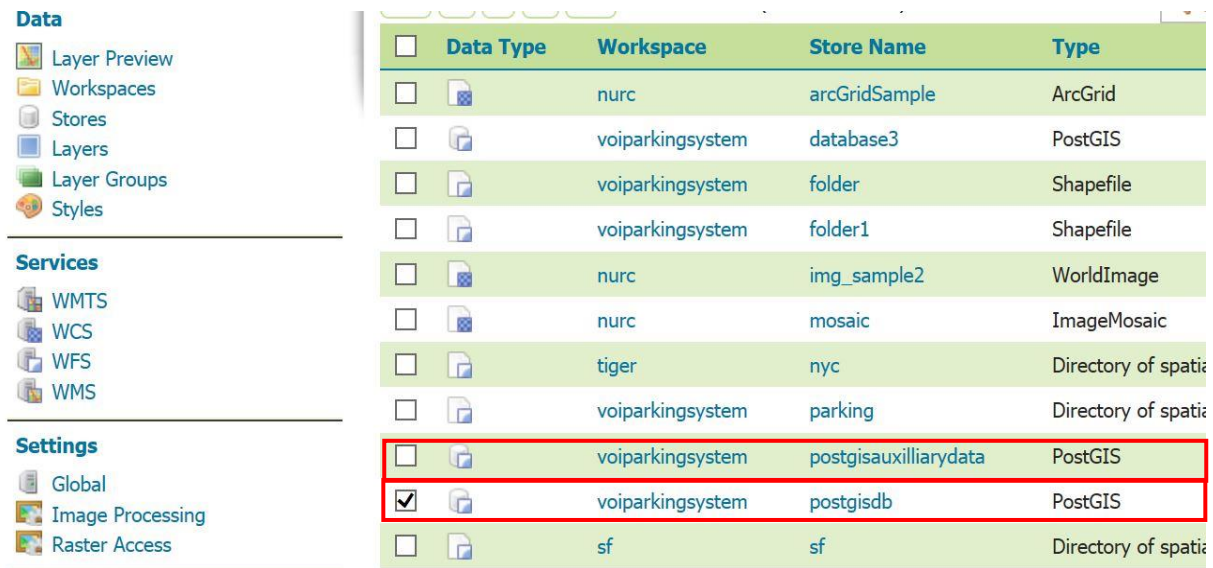 Data
Layer Preview
Workspaces
Stores
Layers
Layer Groups
Styles
Services
WMTS
WCS
WFS
WMS
Settings
Global
Image Processing
Raster Access
Data Type Workspace Store Name Type
nurc arcGridSample ArcGrid
voiparkingsystem database3 PostGIS
voiparkingsystem folder Shapefile
voiparkingsystem folder1 Shapefile
nurc img_sample2 WorldImage
nurc mosaic ImageMosaic
tiger nyc Directory of spatia
voiparkingsystem parking Directory of spatia
voiparkingsystem postgisauxilliarydata PostGIS
voiparkingsystem postgisdb PostGIS
sf sf Directory of spatia